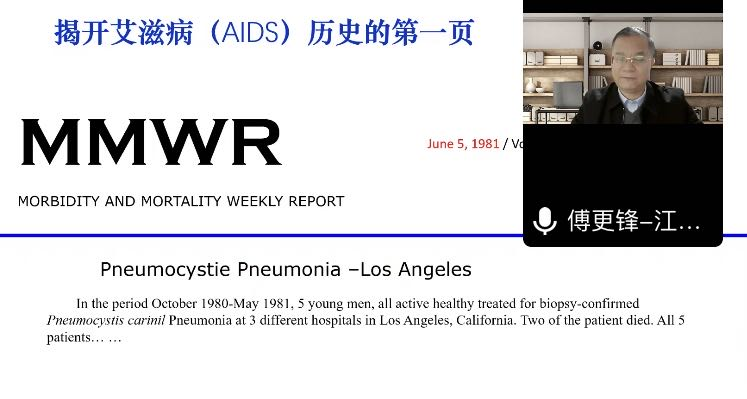 揭开艾滋病（AIDS）历史的第一页
MMWR
June 5, 1981 / Vo
MORBIDITY AND MORTALITY WEEKLY REPORT
傅更锋–江…
Pneumocystie Pneumonia –Los Angeles
In the period October 1980-May 1981, 5 young men, all active healthy treated for biopsy-confirmed
Pneumocystis carinil Pneumonia at 3 different hospitals in Los Angeles, California. Two of the patient died. All 5
patients… …